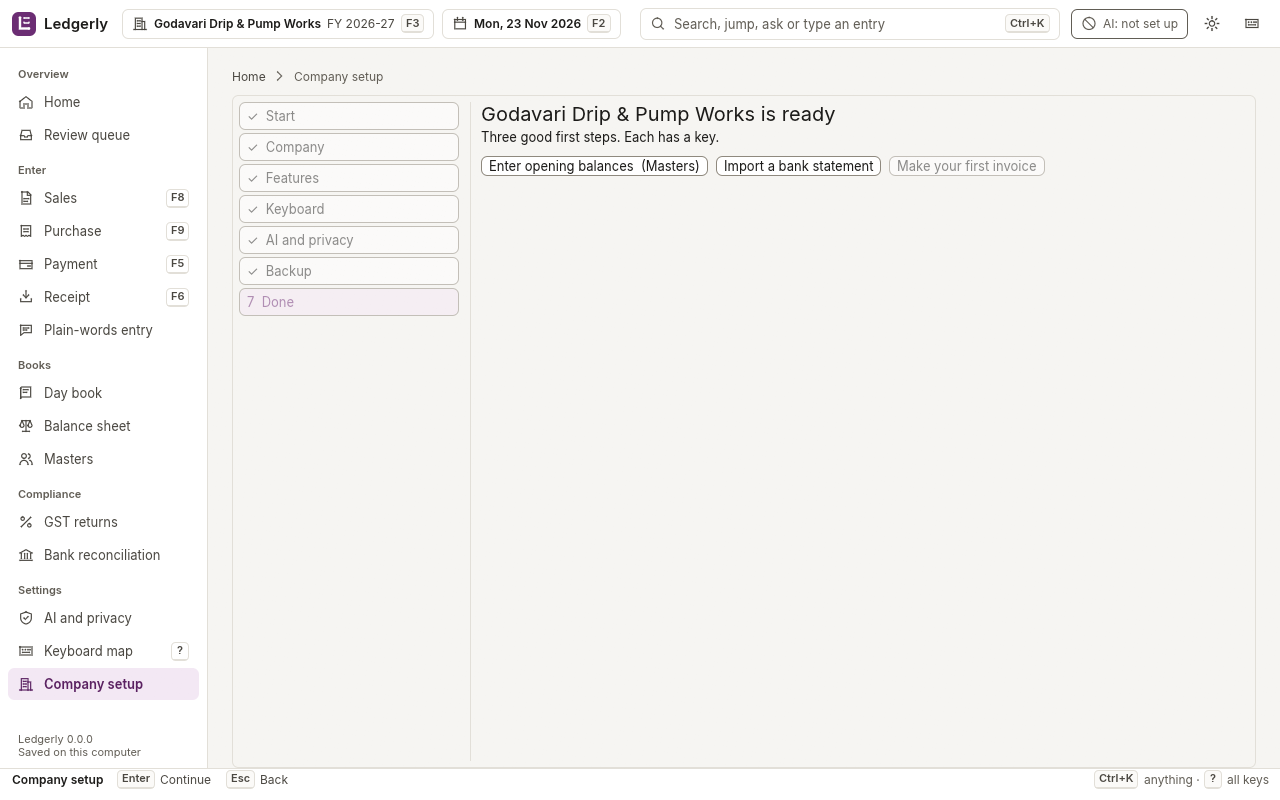 Ledgerly
Godavari Drip & Pump Works FY 2026-27 F3
Mon, 23 Nov 2026 F2
Search, jump, ask or type an entry Ctrl+K
AI: not set up
Overview
Home
Review queue
Enter
Sales F8
Purchase F9
Payment F5
Receipt F6
Plain-words entry
Books
Day book
Balance sheet
Masters
Compliance
GST returns
Bank reconciliation
Settings
AI and privacy
Keyboard map ?
Company setup
Ledgerly 0.0.0
Saved on this computer
Home > Company setup
✓ Start
✓ Company
✓ Features
✓ Keyboard
✓ AI and privacy
✓ Backup
7 Done
Godavari Drip & Pump Works is ready
Three good first steps. Each has a key.
Enter opening balances (Masters) Import a bank statement Make your first invoice
Company setup Enter Continue Esc Back
Ctrl+K anything · ? all keys